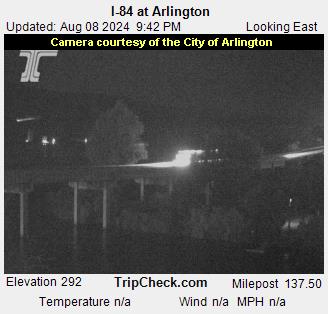 I-84 at Arlington
Updated: Aug 08 2024 9:42 PM Looking East
Camera courtesy of the City of Arlington
Elevation 292 TripCheck.com Milepost 137.50
Temperature n/a Wind n/a MPH n/a